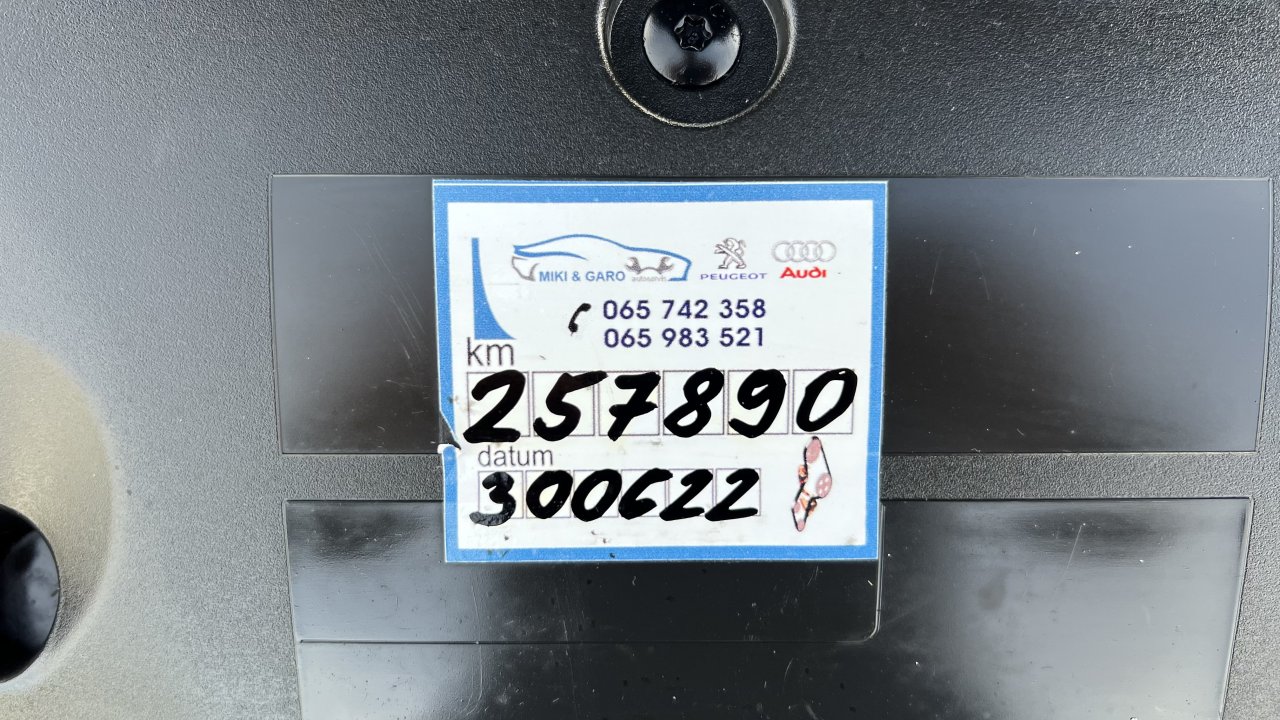 MIKI & GARO autoservis
PEUGEOT
Audi
065 742 358
065 983 521
km
257890
datum
300622